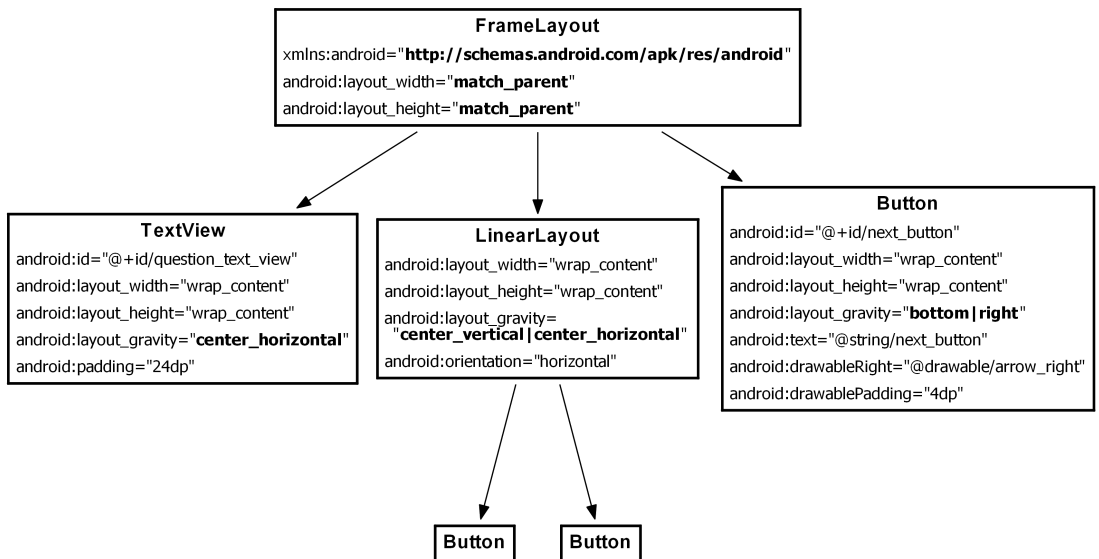 FrameLayout
xmlns:android="http://schemas.android.com/apk/res/android"
android:layout_width="match_parent"
android:layout_height="match_parent"
TextView
android:id="@+id/question_text_view"
android:layout_width="wrap_content"
android:layout_height="wrap_content"
android:layout_gravity="center_horizontal"
android:padding="24dp"
LinearLayout
android:layout_width="wrap_content"
android:layout_height="wrap_content"
android:layout_gravity=
"center_vertical|center_horizontal"
android:orientation="horizontal"
Button
android:id="@+id/next_button"
android:layout_width="wrap_content"
android:layout_height="wrap_content"
android:layout_gravity="bottom|right"
android:text="@string/next_button"
android:drawableRight="@drawable/arrow_right"
android:drawablePadding="4dp"
Button
Button